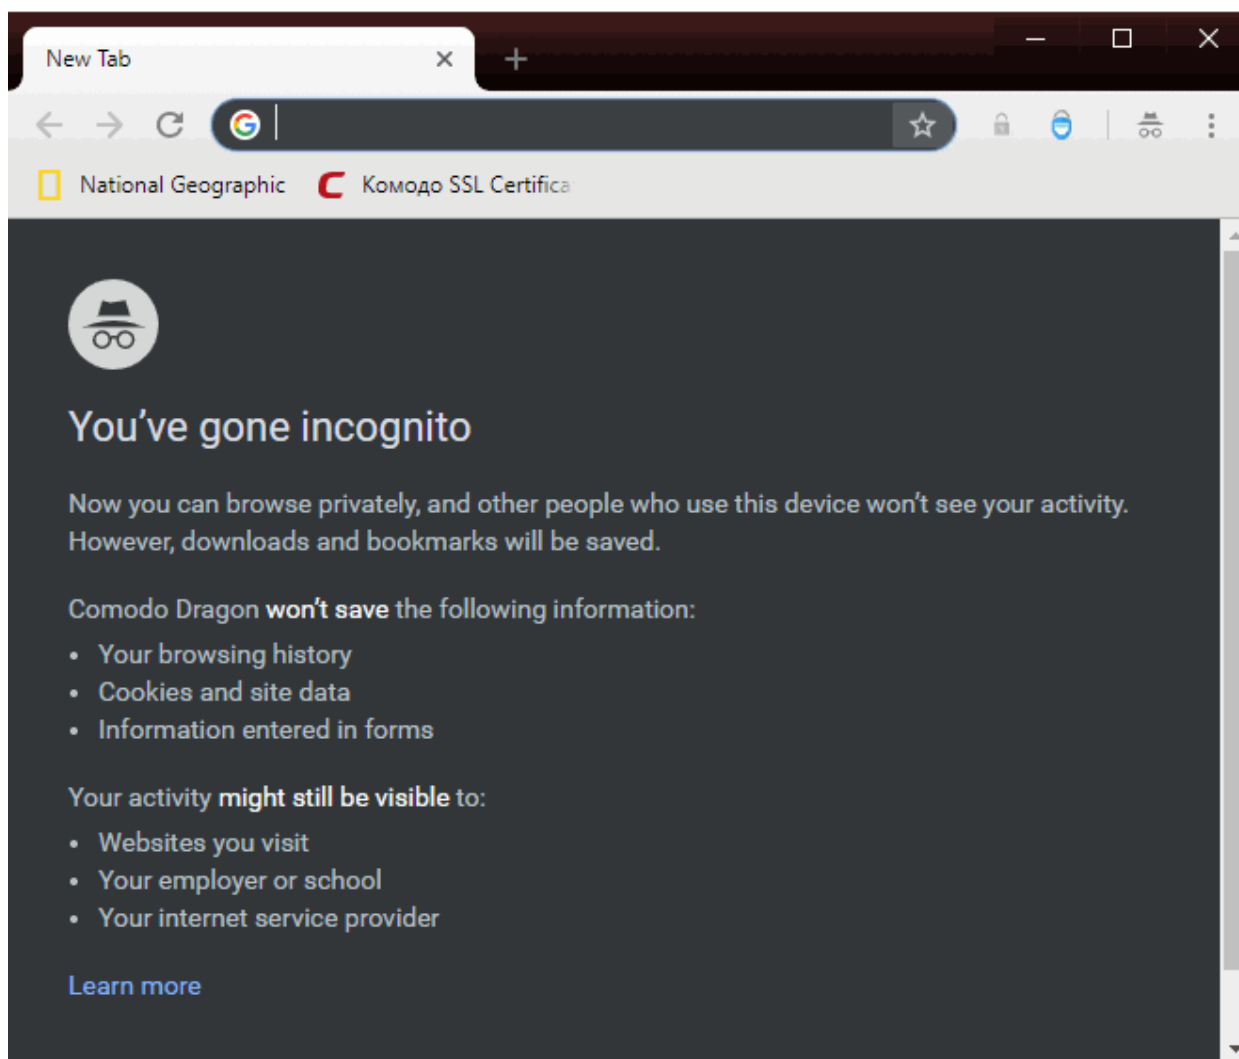 New Tab
National Geographic
Комодо SSL Certifica
You've gone incognito
Now you can browse privately, and other people who use this device won't see your activity.
However, downloads and bookmarks will be saved.
Comodo Dragon won't save the following information:
• Your browsing history
• Cookies and site data
• Information entered in forms
Your activity might still be visible to:
• Websites you visit
• Your employer or school
• Your internet service provider
Learn more